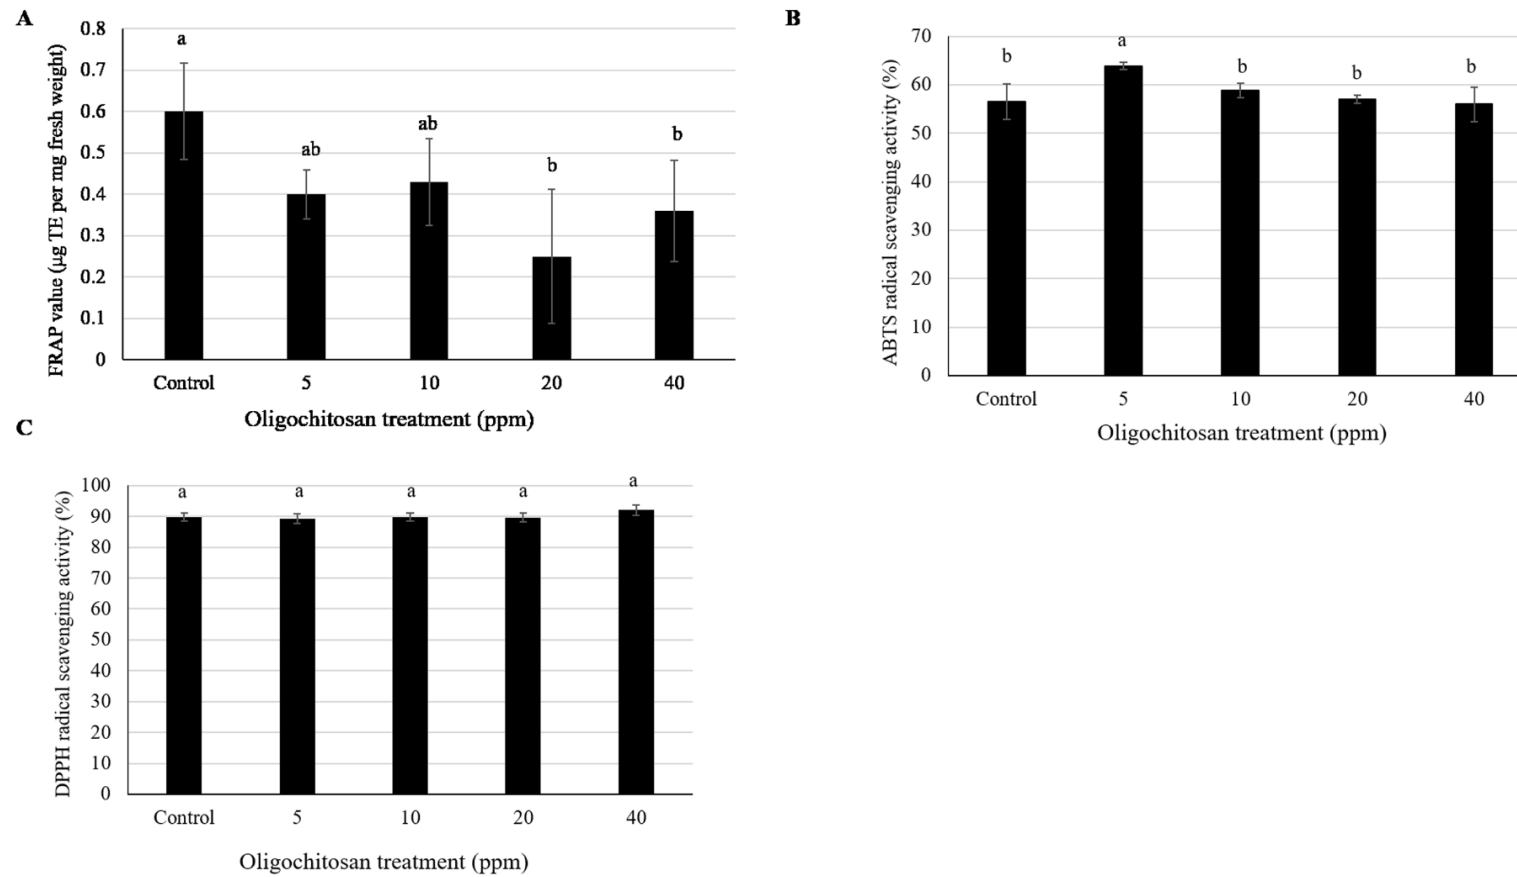 A
FRAP value (µg TE per mg fresh weight)
0.8
0.7
0.6
0.5
0.4
0.3
0.2
0.1
0
a
ab
ab
b
b
Control 5 10 20 40
Oligochitosan treatment (ppm)
B
ABTS radical scavenging activity (%)
70
60
50
40
30
20
10
0
b
a
b
b
b
Control 5 10 20 40
Oligochitosan treatment (ppm)
C
DPPH radical scavenging activity (%)
100
90
80
70
60
50
40
30
20
10
0
a a a a a
Control 5 10 20 40
Oligochitosan treatment (ppm)